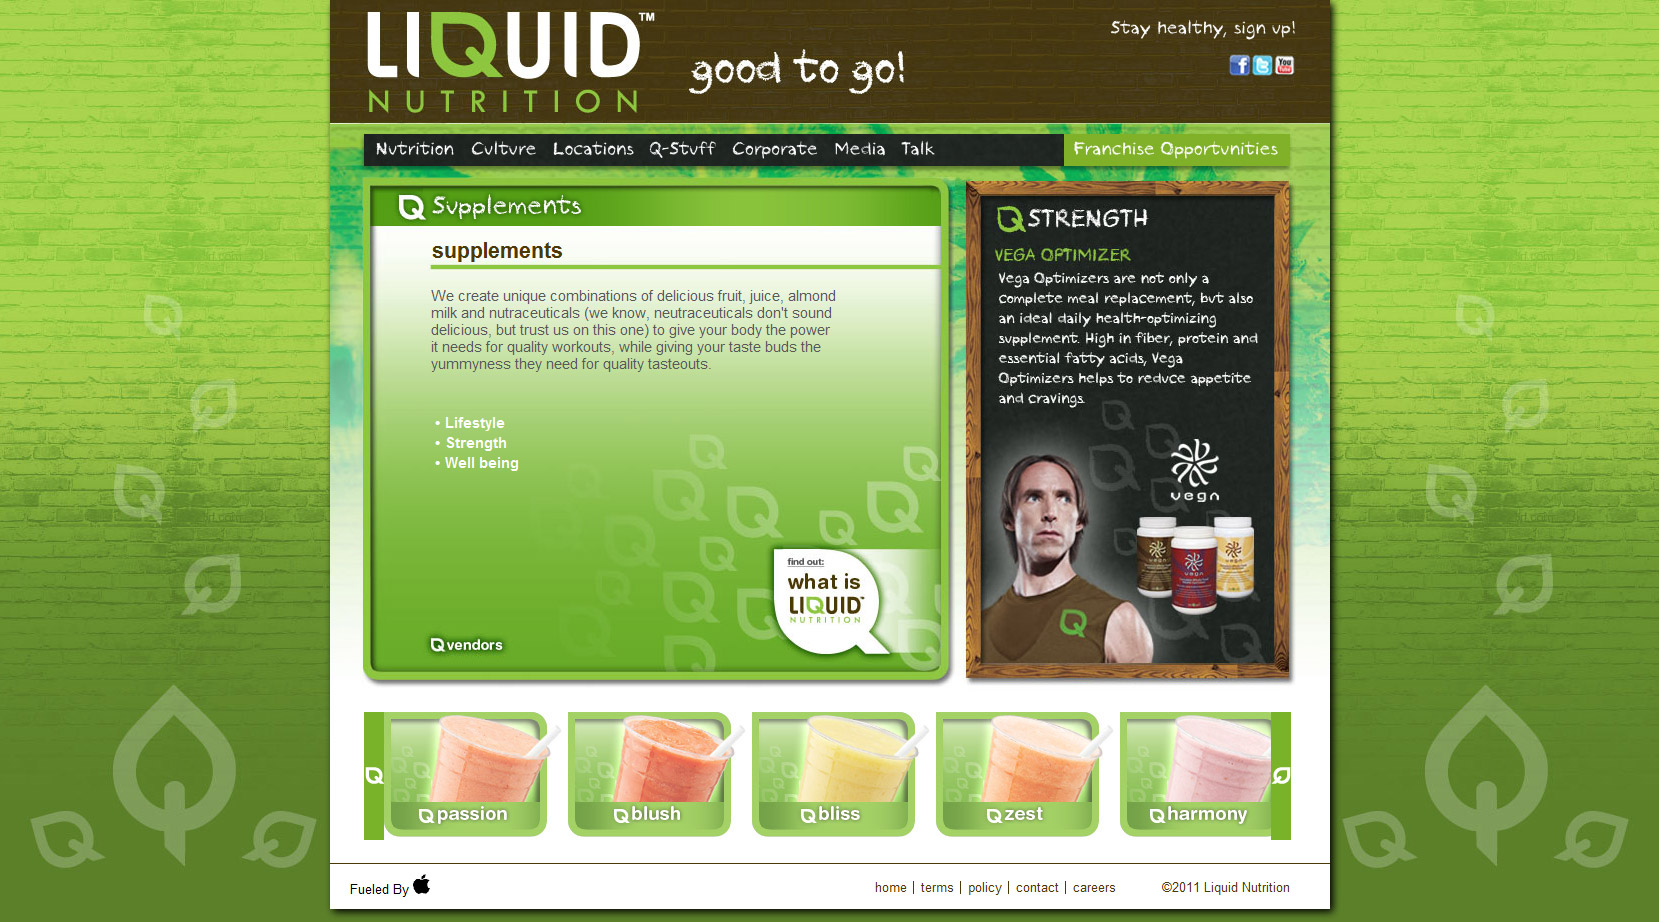 LIQUID™
NUTRITION
good to go!
Stay healthy, sign up!
You
Tube
Nutrition Culture Locations Q-Stuff Corporate Media Talk Franchise Opportunities
Q Supplements
supplements
We create unique combinations of delicious fruit, juice, almond
milk and nutraceuticals (we know, neutraceuticals don't sound
delicious, but trust us on this one) to give your body the power
it needs for quality workouts, while giving your taste buds the
yummyness they need for quality tasteouts.
• Lifestyle
• Strength
• Well being
find out:
what is
LIQUID™
NUTRITION
Q vendors
Q STRENGTH
VEGA OPTIMIZER
Vega Optimizers are not only a
complete meal replacement, but also
an ideal daily health-optimizing
supplement. High in fiber, protein and
essential fatty acids, Vega
Optimizers helps to reduce appetite
and cravings.
vega
vega
vega
vega
Q passion
Q blush
Q bliss
Q zest
Q harmony
Fueled By
home | terms | policy | contact | careers
©2011 Liquid Nutrition